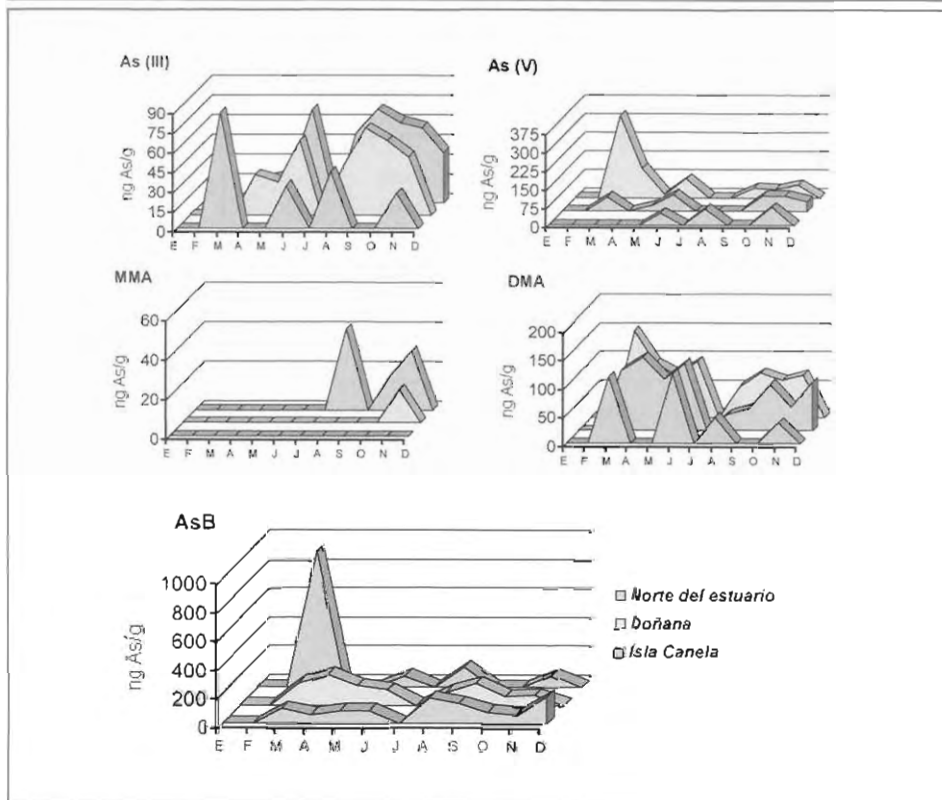 As (III)
As (V)
ng As/g
90
75
60
45
30
15
0
E F M A M J J A S O N D
ng As/g
375
300
225
150
75
0
E F M A M J J A S O N D
MMA
DMA
ng As/g
60
40
20
0
E F M A M J J A S O N D
ng As/g
200
150
100
50
0
E F M A M J J A S O N D
AsB
ng As/g
1000
800
600
400
200
0
E F M A M J J A S O N D
Norte del estuario
Doñana
Isla Canela